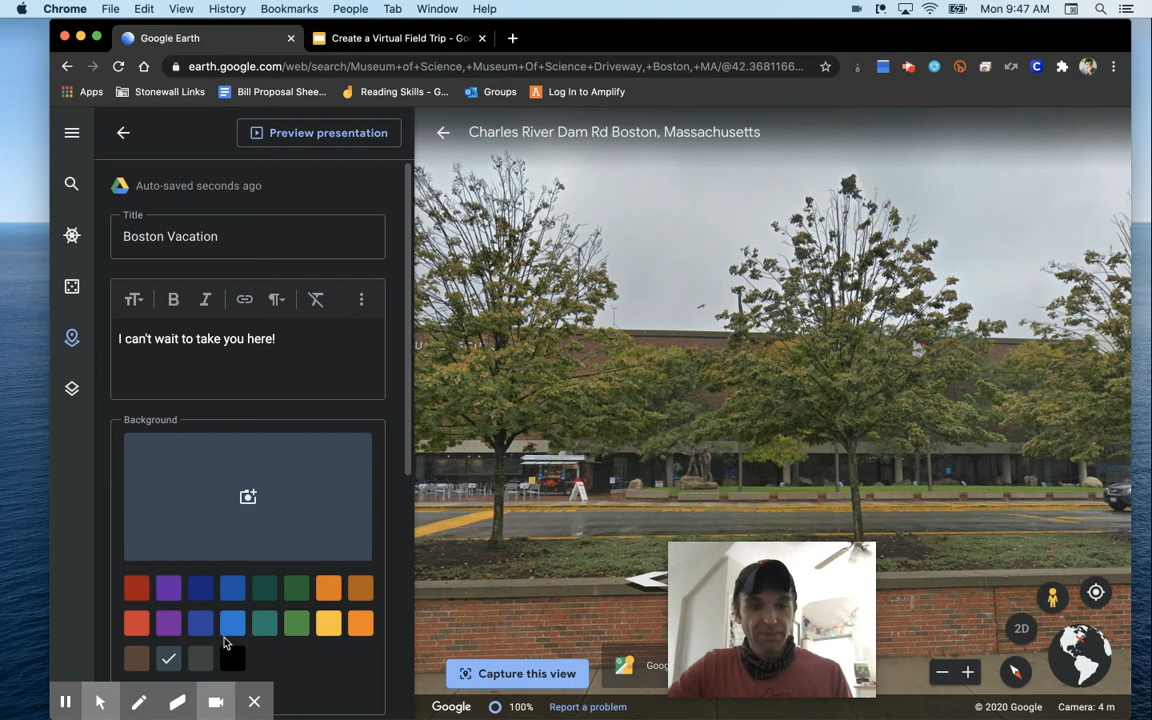 Chrome File Edit View History Bookmarks People Tab Window Help Mon 9:47 AM
Google Earth Create a Virtual Field Trip - Goo
earth.google.com/web/search/Museum+of+Science,+Museum+Of+Science+Driveway,+Boston,+MA/@42.3681166...
Apps Stonewall Links Bill Proposal Shee... Reading Skills - G... Groups Log In to Amplify
Preview presentation
Charles River Dam Rd Boston, Massachusetts
Auto-saved seconds ago
Title
Boston Vacation
I can't wait to take you here!
Background
2D
Capture this view
Goog
Google 100% Report a problem © 2020 Google Camera: 4 m